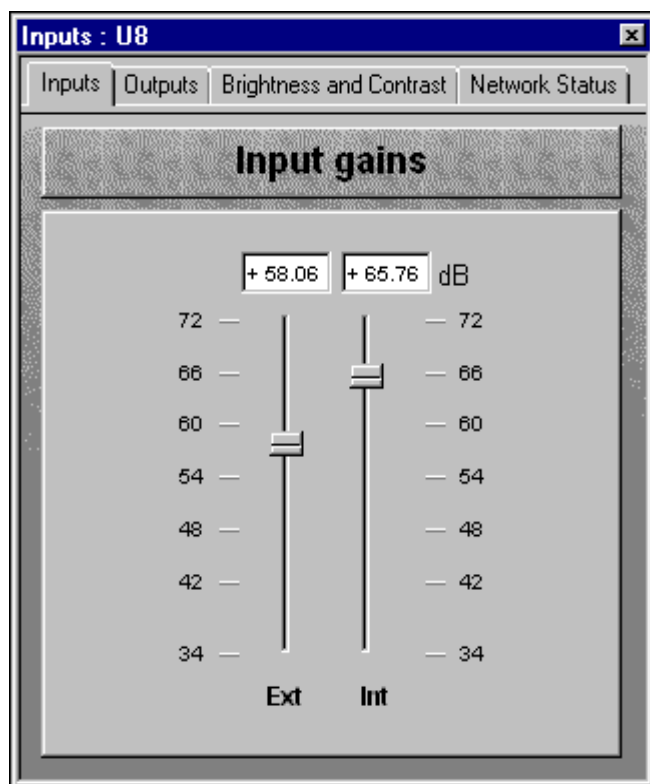 Inputs : U8
Inputs Outputs Brightness and Contrast Network Status
Input gains
+ 58.06 + 65.76 dB
72 72
66 66
60 60
54 54
48 48
42 42
34 34
Ext Int